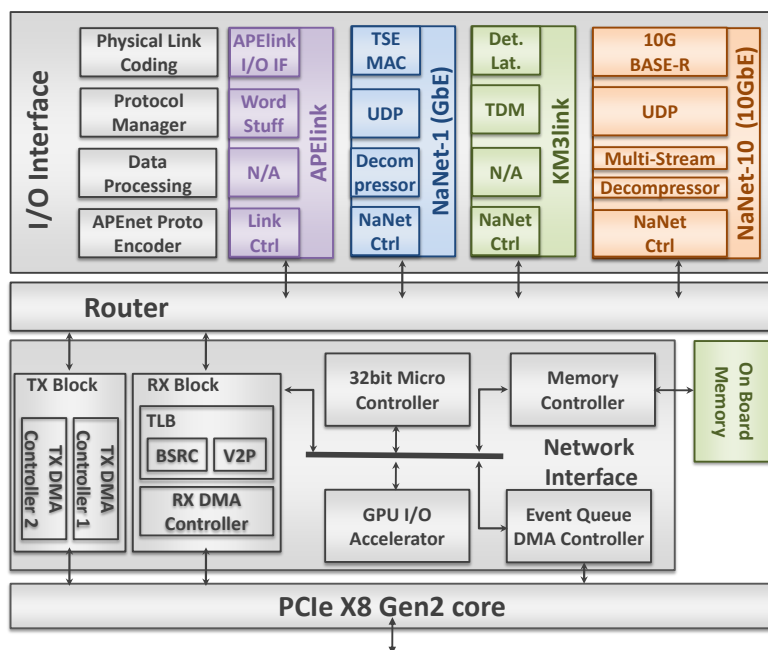 I/O Interface
Physical Link
Coding
Protocol
Manager
Data
Processing
APEnet Proto
Encoder
APElink
I/O IF
Word
Stuff
N/A
Link
Ctrl
APElink
TSE
MAC
UDP
Decom
pressor
NaNet
Ctrl
NaNet-1 (GbE)
Det.
Lat.
TDM
N/A
NaNet
Ctrl
KM3link
10G
BASE-R
UDP
Multi-Stream
Decompressor
NaNet
Ctrl
NaNet-10 (10GbE)
Router
TX Block
TX DMA
Controller 2
TX DMA
Controller 1
RX Block
TLB
BSRC
V2P
RX DMA
Controller
32bit Micro
Controller
Memory
Controller
On Board
Memory
Network
Interface
GPU I/O
Accelerator
Event Queue
DMA Controller
PCIe X8 Gen2 core